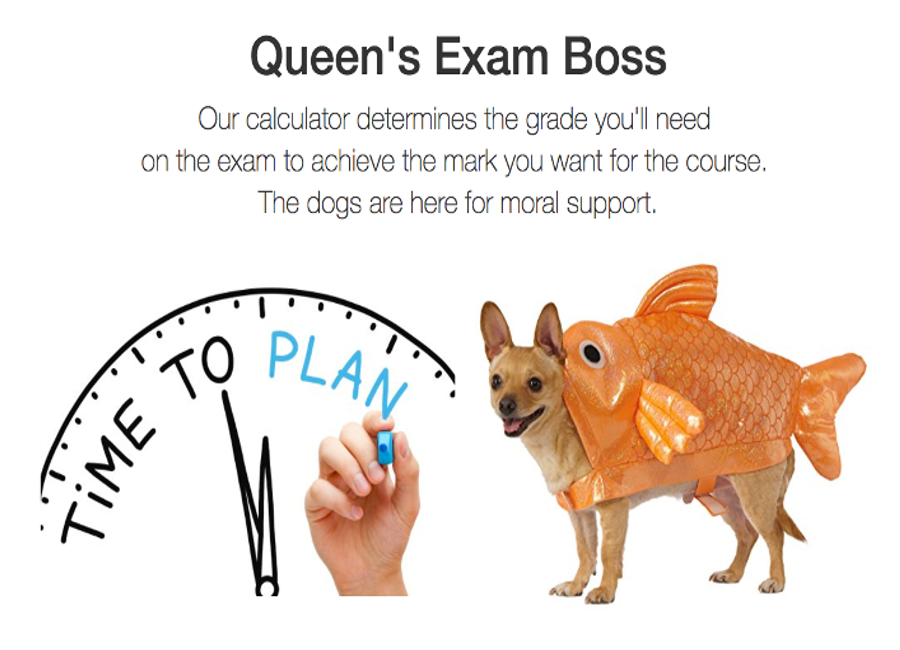 Queen's Exam Boss
Our calculator determines the grade you'll need
on the exam to achieve the mark you want for the course.
The dogs are here for moral support.
TiME TO PLAN